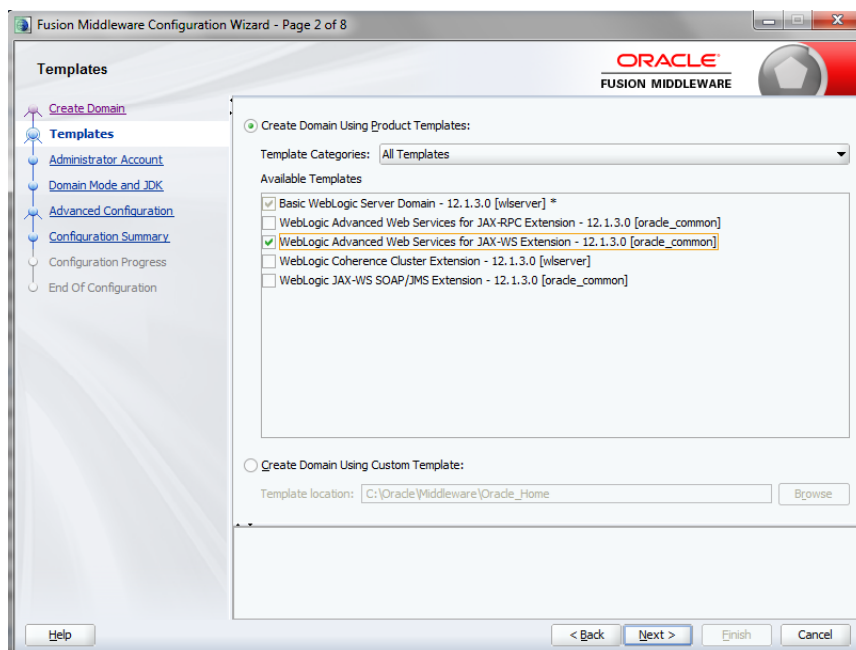 Fusion Middleware Configuration Wizard - Page 2 of 8
Templates
ORACLE
FUSION MIDDLEWARE
Create Domain
Templates
Administrator Account
Domain Mode and JDK
Advanced Configuration
Configuration Summary
Configuration Progress
End Of Configuration
Create Domain Using Product Templates:
Template Categories: All Templates
Available Templates
Basic WebLogic Server Domain - 12.1.3.0 [wlserver] *
WebLogic Advanced Web Services for JAX-RPC Extension - 12.1.3.0 [oracle_common]
WebLogic Advanced Web Services for JAX-WS Extension - 12.1.3.0 [oracle_common]
WebLogic Coherence Cluster Extension - 12.1.3.0 [wlserver]
WebLogic JAX-WS SOAP/JMS Extension - 12.1.3.0 [oracle_common]
Create Domain Using Custom Template:
Template location: C:\Oracle\Middleware\Oracle_Home Browse
Help < Back Next > Finish Cancel